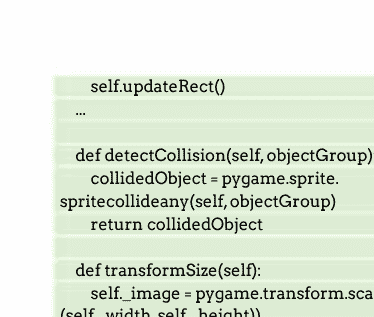 self.updateRect()
...
def detectCollision(self, objectGroup)
collidedObject = pygame.sprite.
spritecollideany(self, objectGroup)
return collidedObject
def transformSize(self):
self._image = pygame.transform.sca
(self._width, self._height))